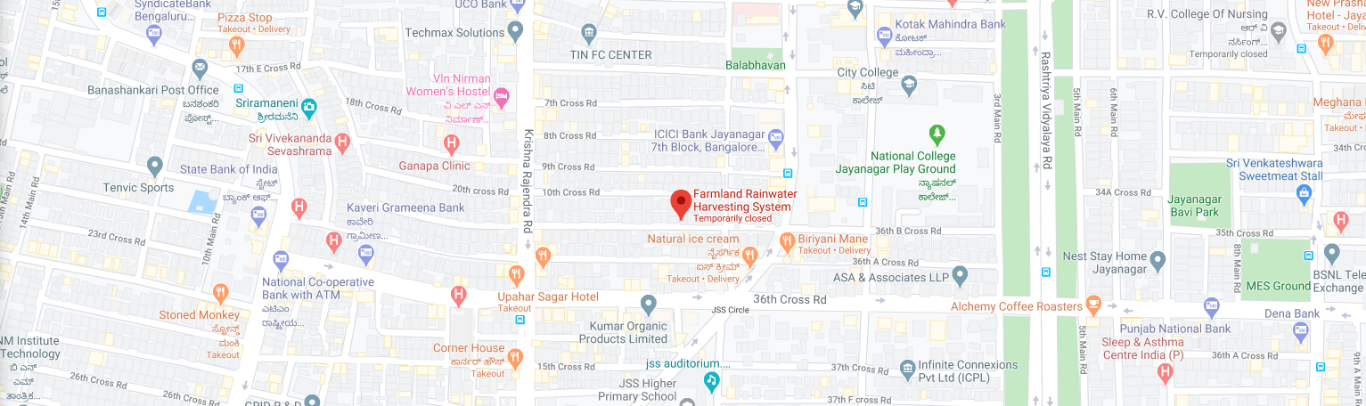 SyndicateBank
Bengaluru...
Pizza Stop
Takeout • Delivery
UCO Bank
Techmax Solutions
TIN FC CENTER
Balabhavan
Kotak Mahindra Bank
ಕೊಟಕ್
ಮಹೀಂದ್ರಾ...
City College
ಸಿಟಿ
ಕಾಲೇಜ್
R.V. College Of Nursing
ಆರ್ ವಿ
ನರ್ಸಿಂಗ್...
Temporarily closed
New Prashanth
Hotel - Jaya
Takeout
17th E Cross Rd
Banashankari Post Office
ಬನಶಂಕರಿ
ಪೋಸ್ಟ್...
Sriramaneni
ಶ್ರೀರಮನೆನಿ
18th Cross Rd
Vln Nirman
Women's Hostel
ವಿ ಎಲ್ ಎನ್
ನಿರ್ಮಾಣ್...
Sri Vivekananda
Sevashrama
Ganapa Clinic
7th Cross Rd
8th Cross Rd
9th Cross Rd
10th Cross Rd
ICICI Bank Jayanagar
7th Block, Bangalore...
National College
Jayanagar Play Ground
ನ್ಯಾಷನಲ್
ಕಾಲೇಜ್...
3rd Main Rd
Rashtriya Vidyalaya Rd
5th Main Rd
6th Main Rd
Meghana
Takeout
Sri Venkateshwara
Sweetmeat Stall
State Bank of India
ಸ್ಟೇಟ್
ಬ್ಯಾಂಕ್ ಆಫ್...
Tenvic Sports
20th Cross Rd
Krishna Rajendra Rd
Farmland Rainwater
Harvesting System
Temporarily closed
34A Cross Rd
Jayanagar
Bavi Park
Kaveri Grameena Bank
ಕಾವೇರಿ
ಗ್ರಾಮೀಣ...
10th Main Rd
23rd Cross Rd
Natural ice cream
ನೈಸರ್ಗಿಕ
ಐಸ್ ಕ್ರೀಮ್
Takeout • Delivery
Biriyani Mane
Takeout • Delivery
36th B Cross Rd
36th A Cross Rd
35th Cross Rd
8th Main Rd
Nest Stay Home
Jayanagar
ASA & Associates LLP
MES Ground
BSNL Tele
Exchange
National Co-operative
Bank with ATM
ಎಟಿಎಂ
ರಾಷ್ಟ್ರೀಯ...
Upahar Sagar Hotel
Takeout
36th Cross Rd
JSS Circle
Alchemy Coffee Roasters
Dena Bank
Stoned Monkey
ಸ್ಟೋನ್ಡ್
ಮಂಕಿ
Takeout
Kumar Organic
Products Limited
Punjab National Bank
Sleep & Asthma
Centre India (P)
5th Main Rd
36th A Cross Rd
9th A Main Rd
NM Institute
Technology
ಬಿ ಎನ್
ಎಮ್
ತಾಂತ್ರಿಕ...
25th Cross Rd
26th Cross Rd
Corner House
ಕಾರ್ನರ್ ಹೌಸ್
Takeout
jss auditorium....
JSS Higher
Primary School
Infinite Connexions
Pvt Ltd (ICPL)
37th Cross Rd
37th F Cross Rd